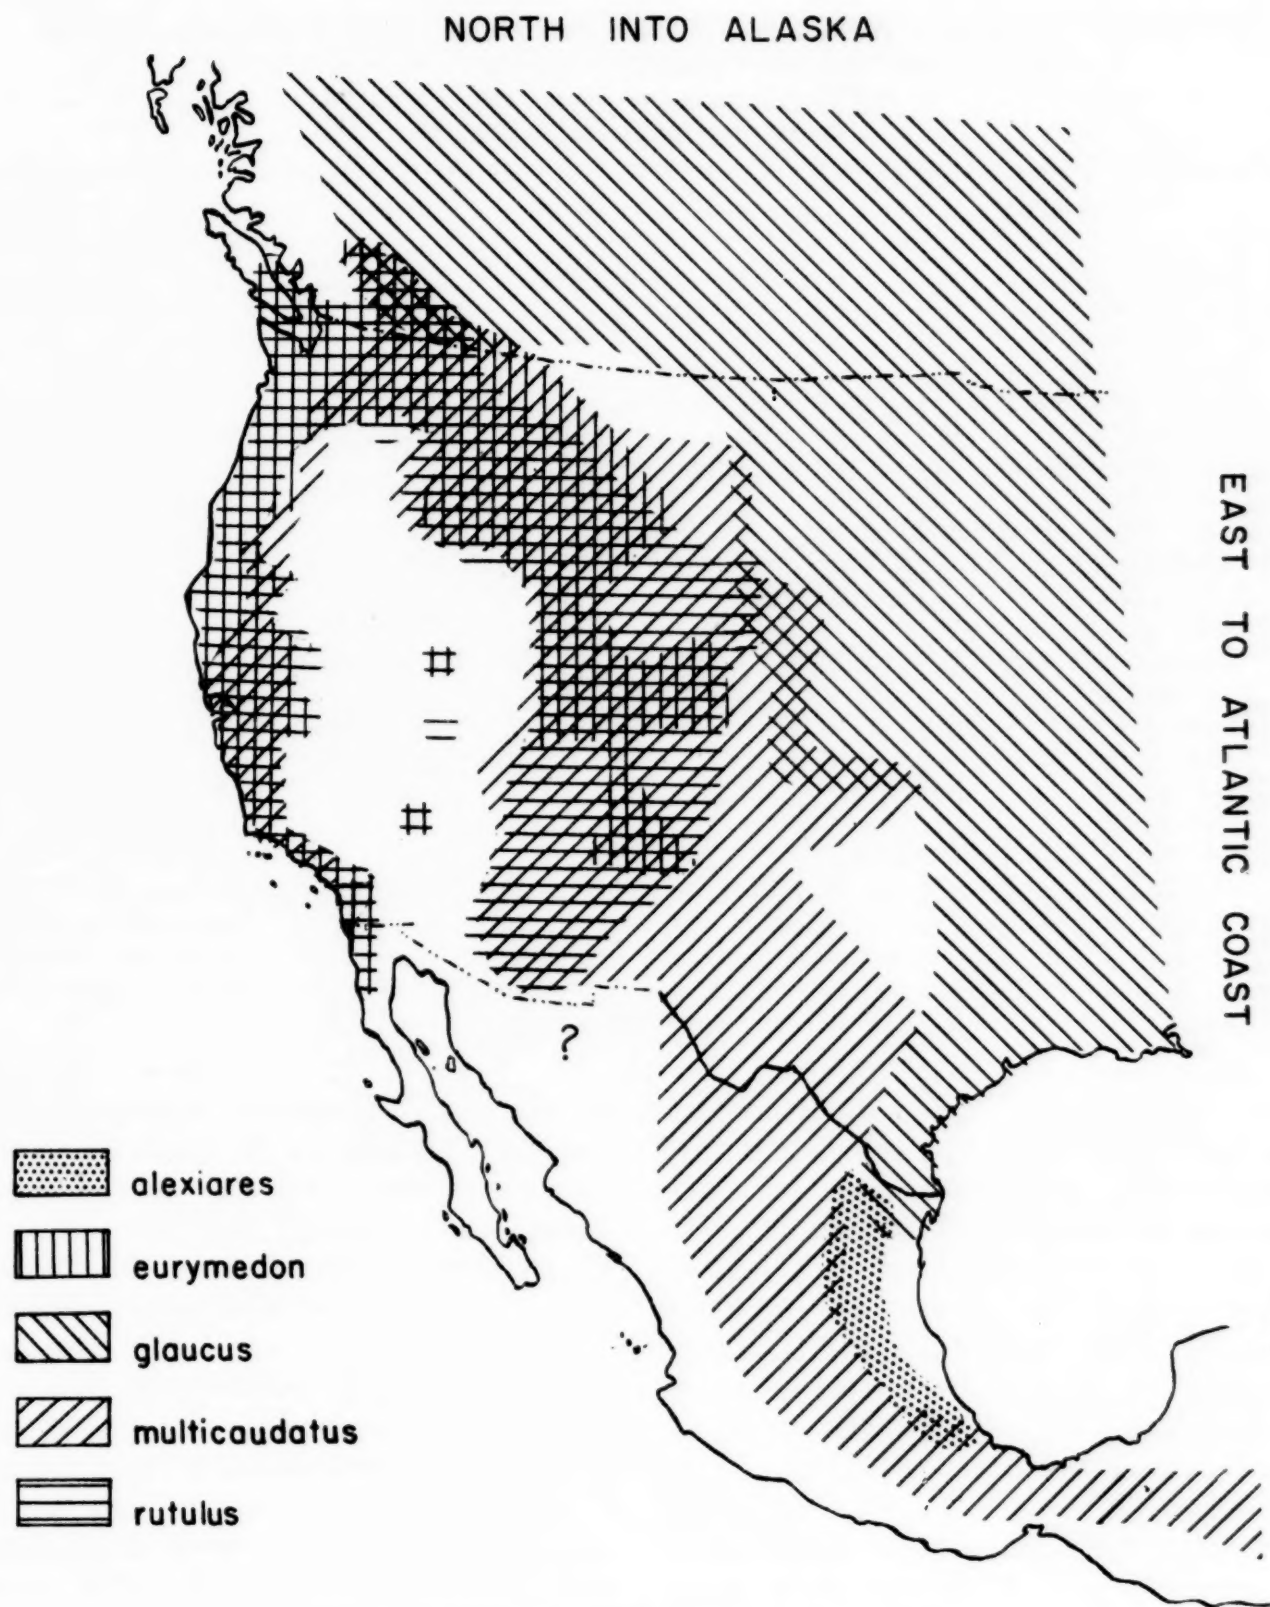 NORTH INTO ALASKA
EAST TO ATLANTIC COAST
?
alexiares
eurymedon
glaucus
multicaudatus
rutulus